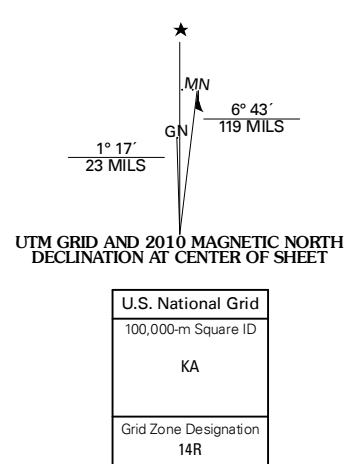 ★
MN
GN
6° 43´
119 MILS
1° 17´
23 MILS
UTM GRID AND 2010 MAGNETIC NORTH
DECLINATION AT CENTER OF SHEET
U.S. National Grid
100,000-m Square ID
KA
Grid Zone Designation
14R